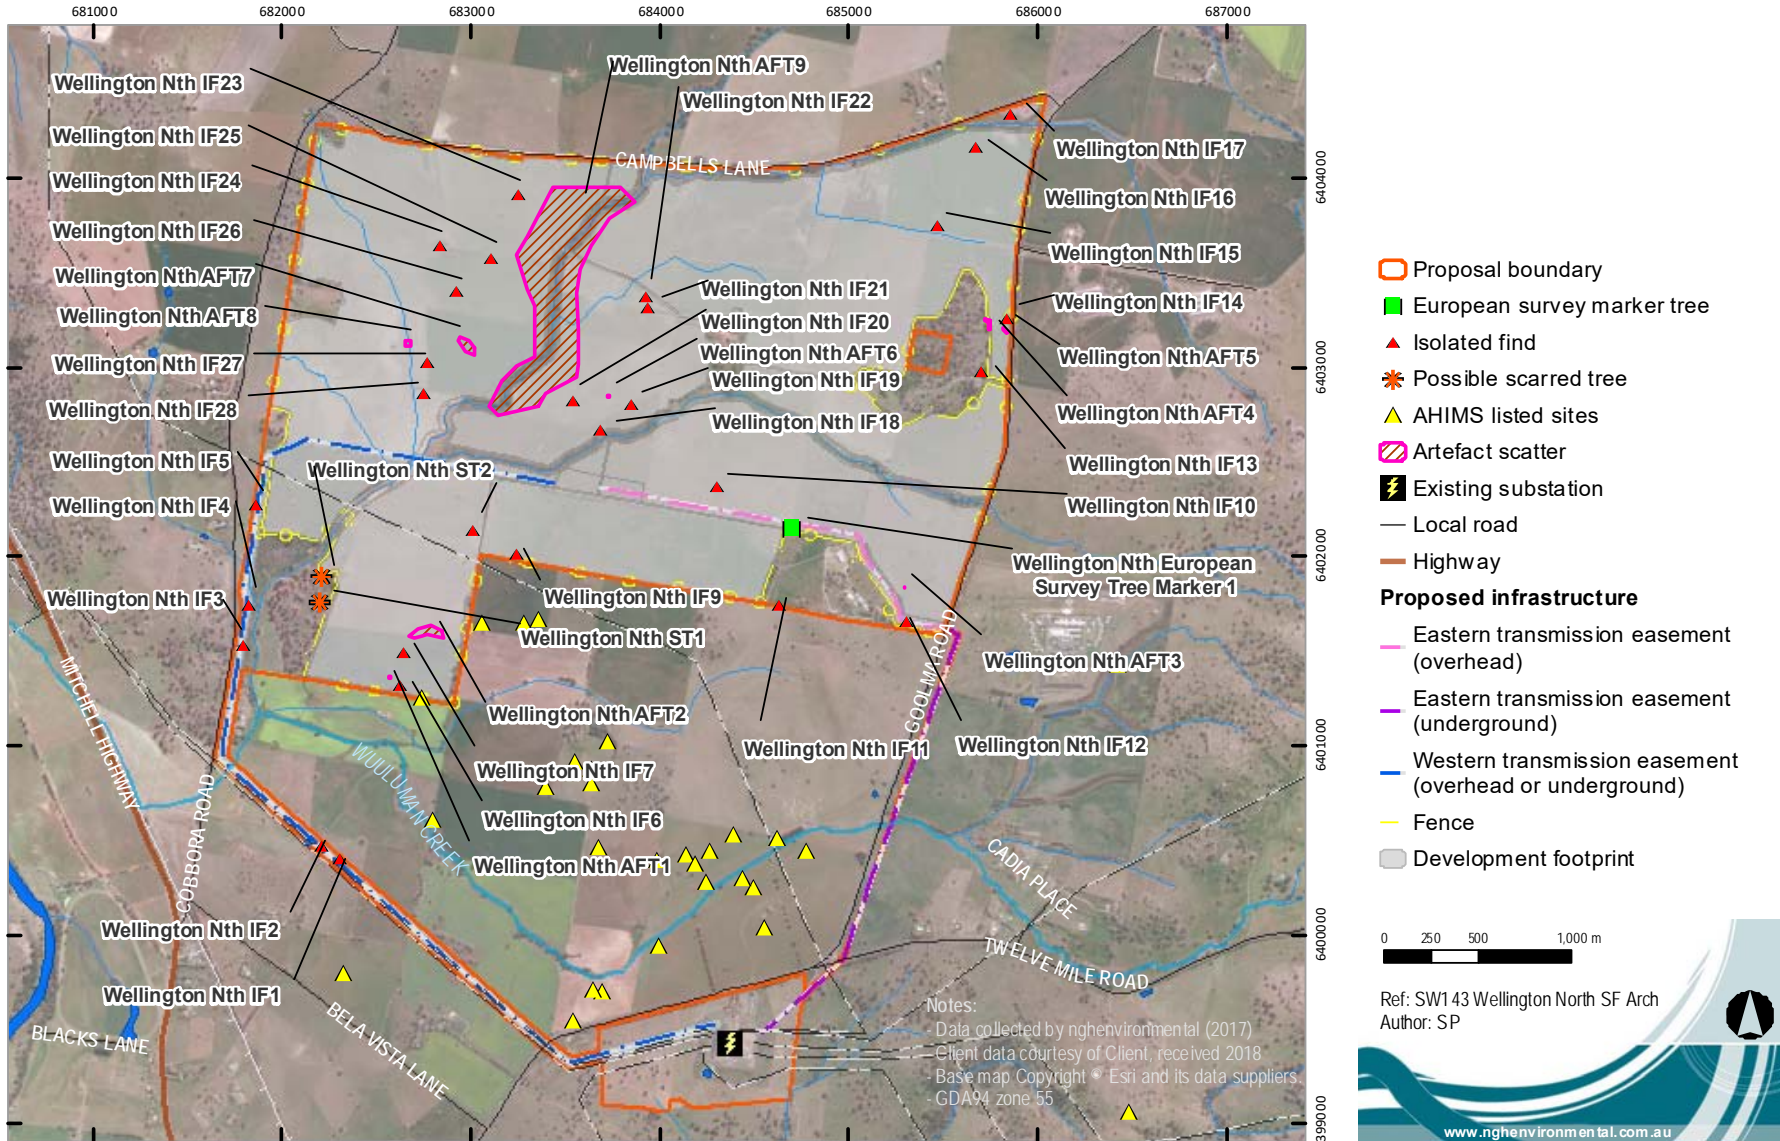 681000
682000
683000
684000
685000
686000
687000
Wellington Nth IF23
Wellington Nth AFT9
Wellington Nth IF22
Wellington Nth IF25
Wellington Nth IF24
CAMPBELLS LANE
Wellington Nth IF17
6404000
Wellington Nth IF16
Wellington Nth IF26
Wellington Nth IF15
Wellington Nth AFT7
Wellington Nth IF21
Wellington Nth IF14
Wellington Nth AFT8
Wellington Nth IF20
Wellington Nth AFT6
Wellington Nth AFT5
Wellington Nth IF27
6403000
Wellington Nth IF19
Wellington Nth IF28
Wellington Nth AFT4
Wellington Nth IF18
Wellington Nth IF5
Wellington Nth ST2
Wellington Nth IF13
Wellington Nth IF4
Wellington Nth IF10
6402000
Wellington Nth European
Survey Tree Marker 1
Wellington Nth IF3
Wellington Nth IF9
Wellington Nth ST1
Wellington Nth AFT3
GOOLMA ROAD
MITCHELL HIGHWAY
Wellington Nth AFT2
Wellington Nth IF11
Wellington Nth IF12
6401000
Wellington Nth IF7
WUULUMAN CREEK
COBBORA ROAD
Wellington Nth IF6
Wellington Nth AFT1
CADIA PLACE
Wellington Nth IF2
6400000
TWELVE MILE ROAD
Wellington Nth IF1
BLACKS LANE
BELA VISTA LANE
Notes:
- Data collected by nghenvironmental (2017)
- Client data courtesy of Client, received 2018
- Base map Copyright © Esri and its data suppliers.
- GDA94 zone 55
3999000
Proposal boundary
European survey marker tree
Isolated find
Possible scarred tree
AHIMS listed sites
Artefact scatter
Existing substation
Local road
Highway
Proposed infrastructure
Eastern transmission easement
(overhead)
Eastern transmission easement
(underground)
Western transmission easement
(overhead or underground)
Fence
Development footprint
0 250 500 1,000 m
Ref: SW143 Wellington North SF Arch
Author: SP
www.nghenvironmental.com.au